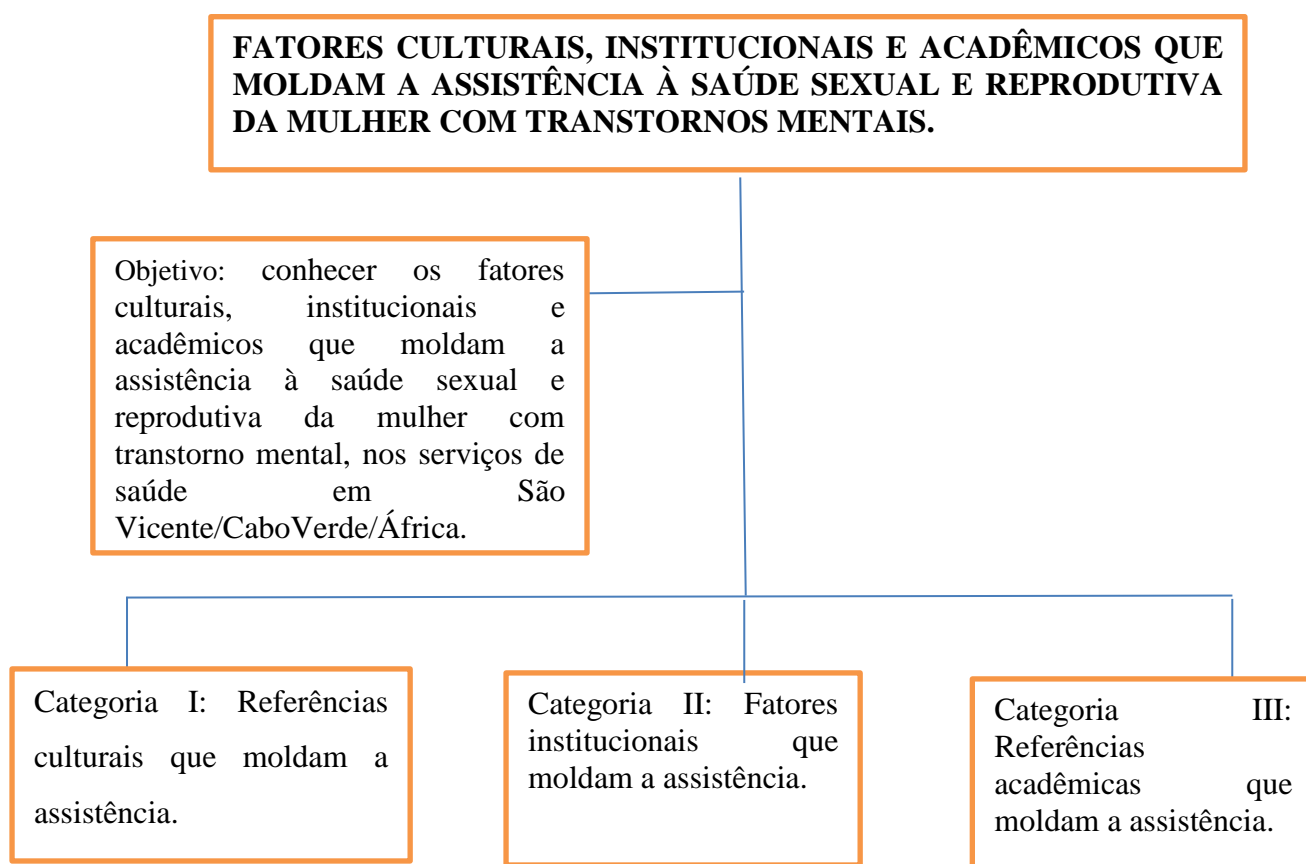 FATORES CULTURAIS, INSTITUCIONAIS E ACADÊMICOS QUE
MOLDAM A ASSISTÊNCIA À SAÚDE SEXUAL E REPRODUTIVA
DA MULHER COM TRANSTORNOS MENTAIS.
Objetivo: conhecer os fatores
culturais, institucionais e
acadêmicos que moldam a
assistência à saúde sexual e
reprodutiva da mulher com
transtorno mental, nos serviços de
saúde em São
Vicente/CaboVerde/África.
Categoria I: Referências
culturais que moldam a
assistência.
Categoria II: Fatores
institucionais que
moldam a assistência.
Categoria III:
Referências
acadêmicas que
moldam a assistência.